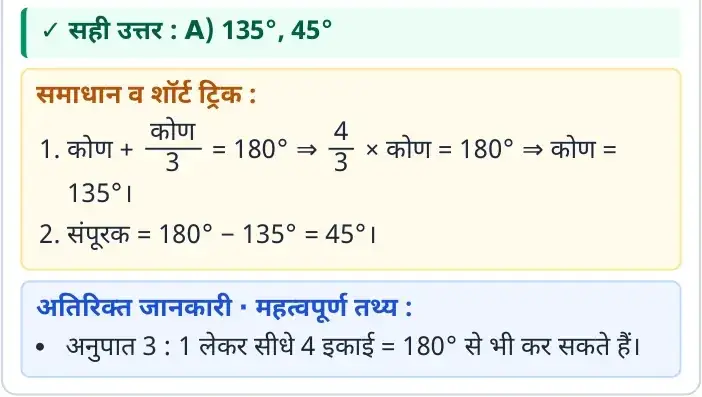 ✓ सही उत्तर : A) 135°, 45°
समाधान व शॉर्ट ट्रिक :
1. कोण + कोण/3 = 180° ⇒ 4/3 × कोण = 180° ⇒ कोण =
135°।
2. संपूरक = 180° − 135° = 45°।
अतिरिक्त जानकारी · महत्वपूर्ण तथ्य :
• अनुपात 3 : 1 लेकर सीधे 4 इकाई = 180° से भी कर सकते हैं।